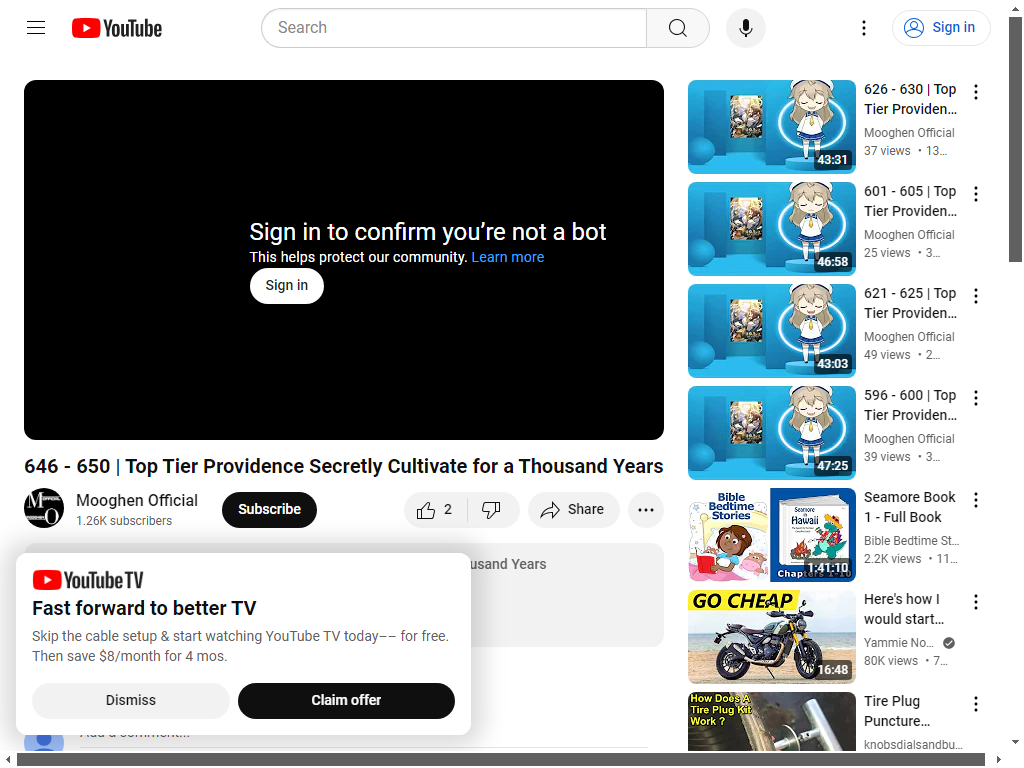 YouTube
Search
Sign in
Sign in to confirm you’re not a bot
This helps protect our community. Learn more
Sign in
646 - 650 | Top Tier Providence Secretly Cultivate for a Thousand Years
Mooghen Official
1.26K subscribers
Subscribe
2
Share
usand Years
YouTube TV
Fast forward to better TV
Skip the cable setup & start watching YouTube TV today–– for free.
Then save $8/month for 4 mos.
Dismiss
Claim offer
Add a comment...
43:31
626 - 630 | Top
Tier Providen…
Mooghen Official
37 views • 13…
46:58
601 - 605 | Top
Tier Providen…
Mooghen Official
25 views • 3…
43:03
621 - 625 | Top
Tier Providen…
Mooghen Official
49 views • 2…
47:25
596 - 600 | Top
Tier Providen…
Mooghen Official
39 views • 3…
Bible
Bedtime
Stories
Seamore
Hawaii
1:41:10
Seamore Book
1 - Full Book
Bible Bedtime St…
2.2K views • 11…
GO CHEAP
16:48
Here's how I
would start…
Yammie No…
80K views • 7…
How Does A
Tire Plug Kit
Work ?
Tire Plug
Puncture…
knobsdialsandbu…